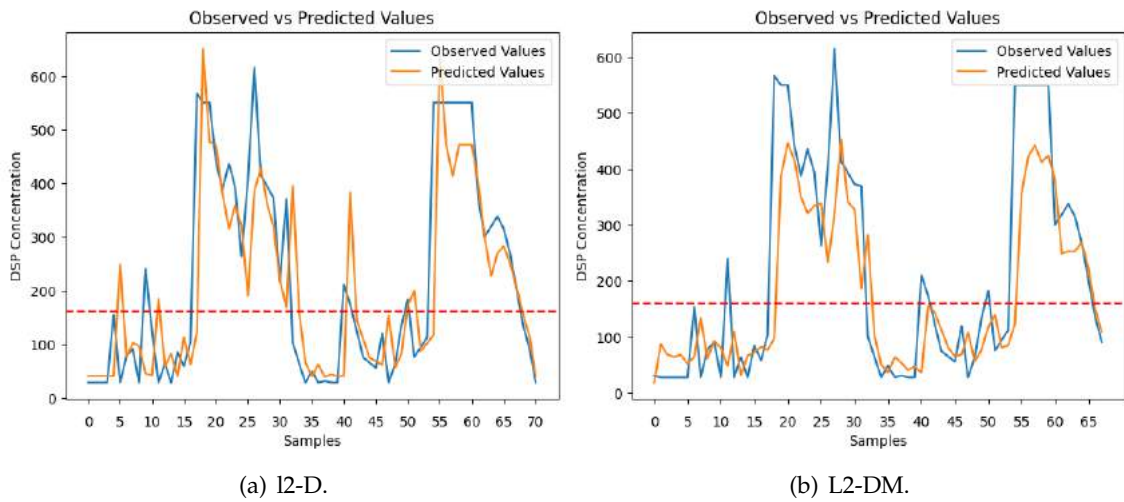 Observed vs Predicted Values
Observed Values
Predicted Values
600
500
400
300
200
100
0
DSP Concentration
0 5 10 15 20 25 30 35 40 45 50 55 60 65 70
Samples
(a) l2-D.
Observed vs Predicted Values
Observed Values
Predicted Values
600
500
400
300
200
100
0
DSP Concentration
0 5 10 15 20 25 30 35 40 45 50 55 60 65
Samples
(b) L2-DM.